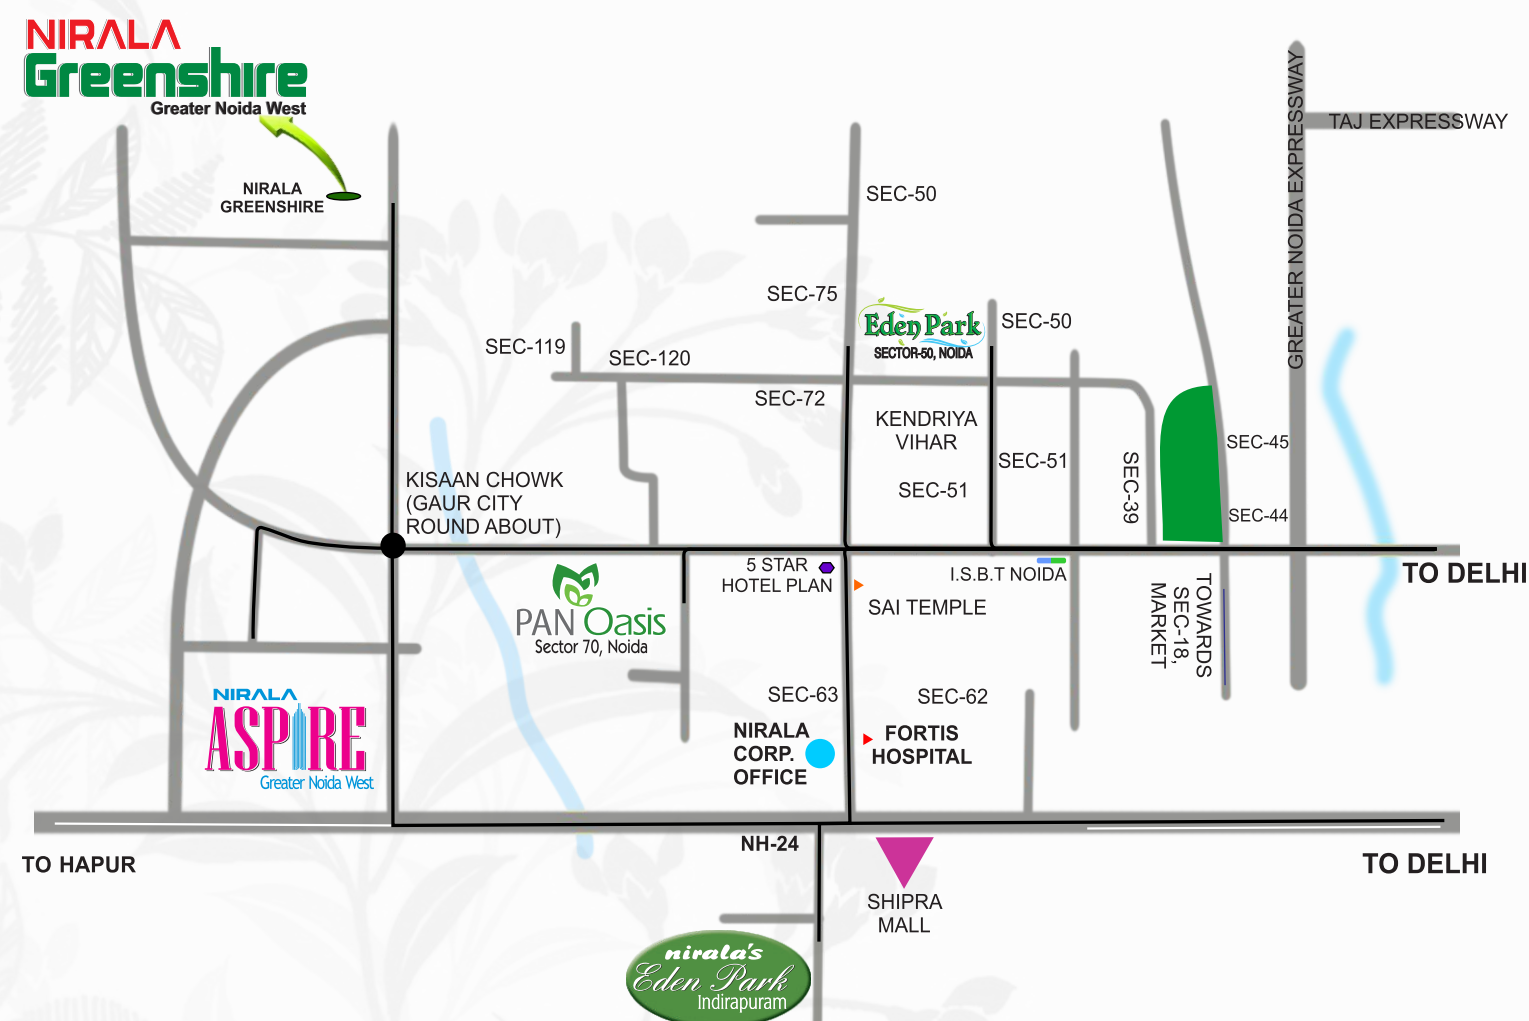 NIRALA
Greenshire
Greater Noida West
NIRALA
GREENSHIRE
TAJ EXPRESSWAY
GREATER NOIDA EXPRESSWAY
SEC-50
SEC-75
Eden Park
SECTOR-50, NOIDA
SEC-50
SEC-119
SEC-120
SEC-72
KENDRIYA
VIHAR
SEC-51
SEC-51
SEC-39
SEC-45
SEC-44
KISAAN CHOWK
(GAUR CITY
ROUND ABOUT)
5 STAR
HOTEL PLAN
I.S.B.T NOIDA
TO DELHI
SAI TEMPLE
PAN Oasis
Sector 70, Noida
TOWARDS
SEC-18,
MARKET
NIRALA
ASPIRE
Greater Noida West
SEC-63
SEC-62
NIRALA
CORP.
OFFICE
FORTIS
HOSPITAL
NH-24
TO HAPUR
TO DELHI
SHIPRA
MALL
nirala's
Eden Park
Indirapuram